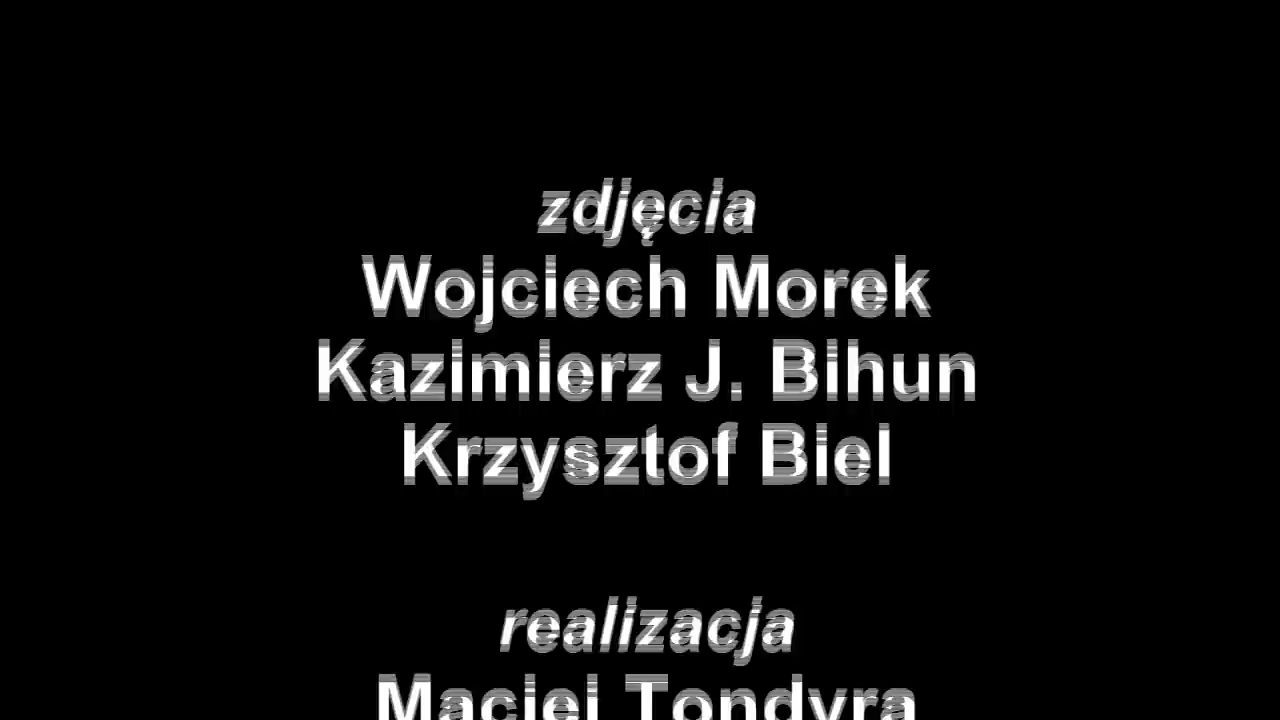 zdjęcia
Wojciech Morek
Kazimierz J. Bihun
Krzysztof Biel
realizacja
Maciej Tondyra